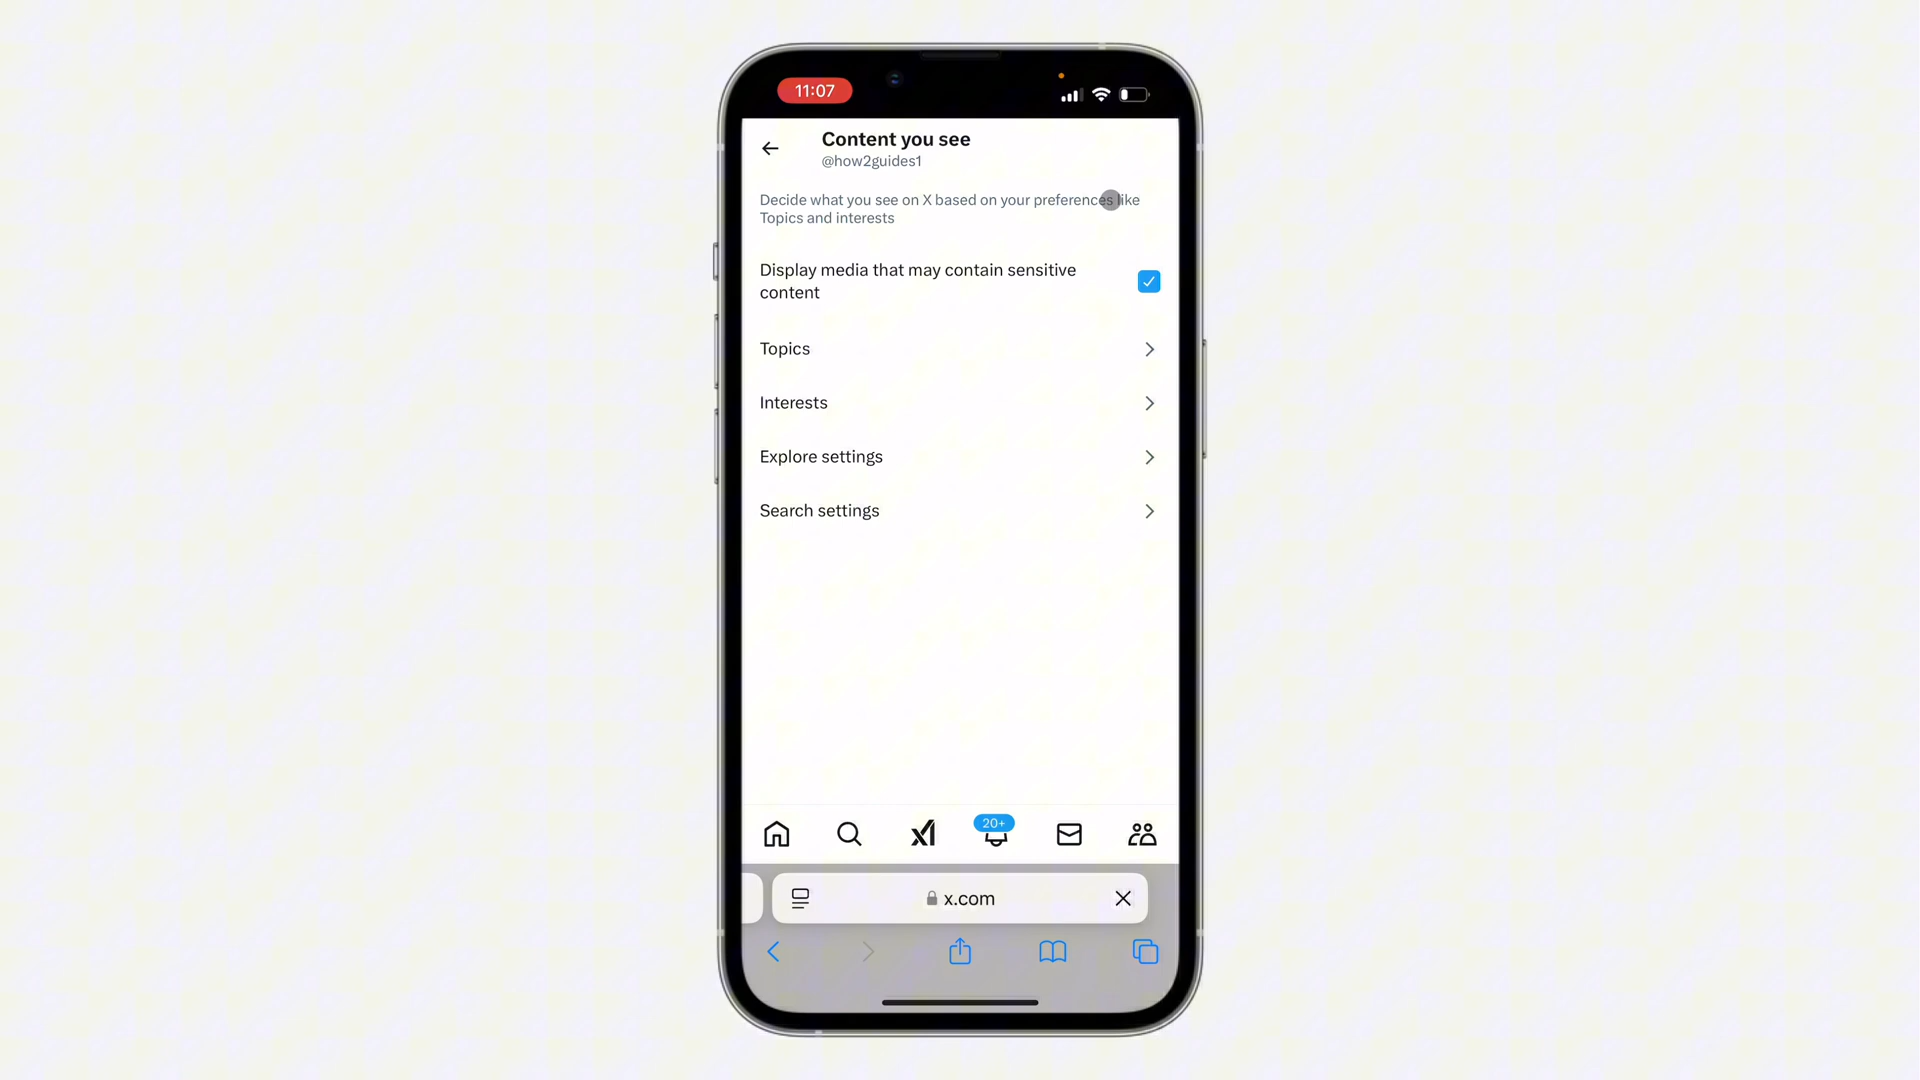 11:07
Content you see
@how2guides1
Decide what you see on X based on your preferences like
Topics and interests
Display media that may contain sensitive
content
Topics
Interests
Explore settings
Search settings
20+
x.com